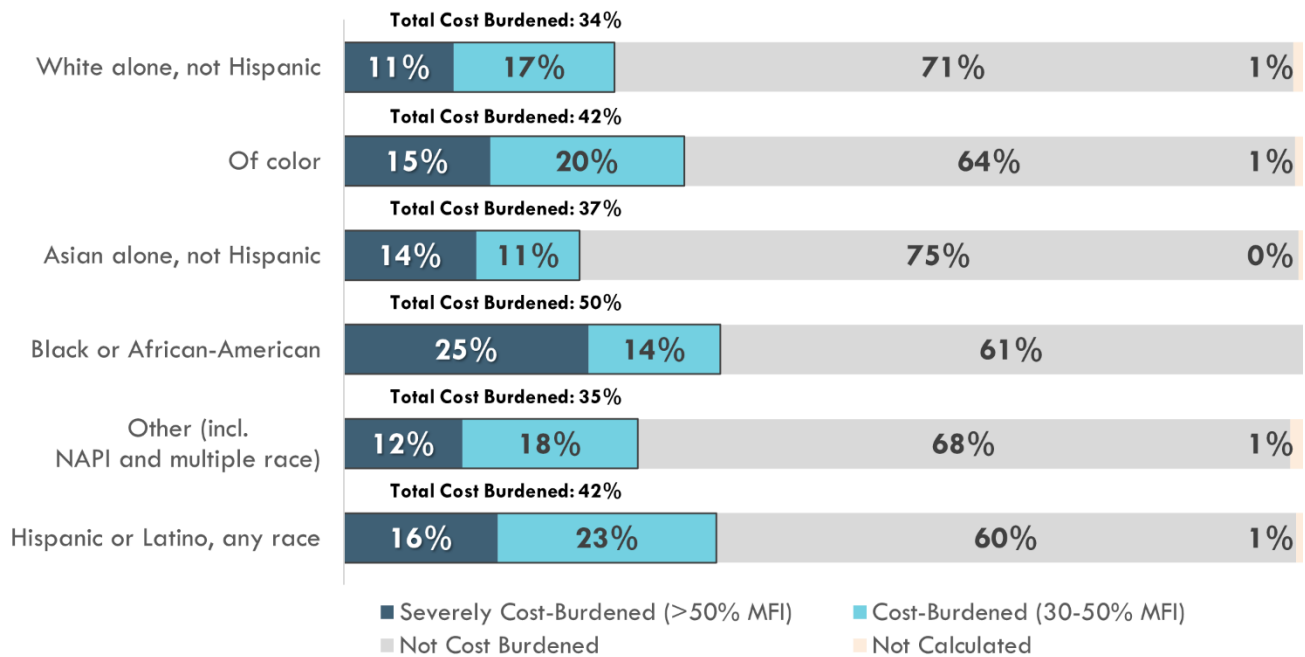 Total Cost Burdened: 34%
White alone, not Hispanic 11% 17% 71% 1%
Total Cost Burdened: 42%
Of color 15% 20% 64% 1%
Total Cost Burdened: 37%
Asian alone, not Hispanic 14% 11% 75% 0%
Total Cost Burdened: 50%
Black or African-American 25% 14% 61%
Total Cost Burdened: 35%
Other (incl.
NAPI and multiple race) 12% 18% 68% 1%
Total Cost Burdened: 42%
Hispanic or Latino, any race 16% 23% 60% 1%
Severely Cost-Burdened (>50% MFI) Cost-Burdened (30-50% MFI)
Not Cost Burdened Not Calculated